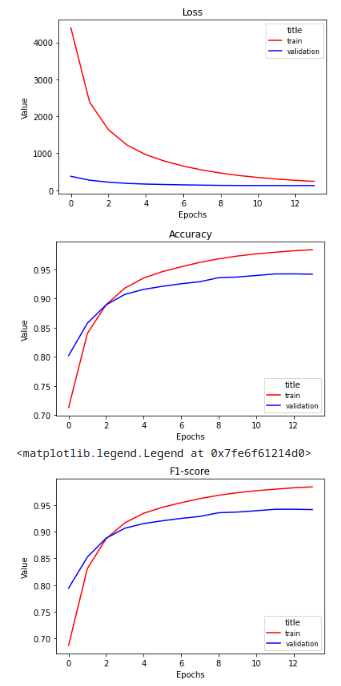 Loss
title
train
validation
4000
3000
2000
1000
0
Value
0 2 4 6 8 10 12
Epochs
Accuracy
0.95
0.90
0.85
0.80
0.75
0.70
Value
title
train
validation
0 2 4 6 8 10 12
Epochs
<matplotlib.legend.Legend at 0x7fe6f61214d0>
F1-score
0.95
0.90
0.85
0.80
0.75
0.70
Value
title
train
validation
0 2 4 6 8 10 12
Epochs